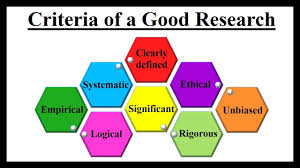 Criteria of a Good Research
Clearly
defined
Systematic
Ethical
Empirical
Significant
Unbiased
Logical
Rigorous